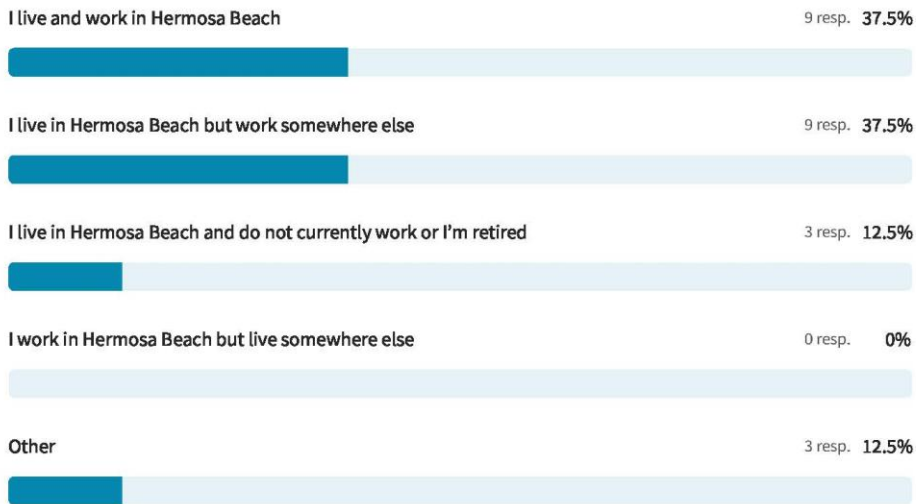 I live and work in Hermosa Beach 9 resp. 37.5%
I live in Hermosa Beach but work somewhere else 9 resp. 37.5%
I live in Hermosa Beach and do not currently work or I'm retired 3 resp. 12.5%
I work in Hermosa Beach but live somewhere else 0 resp. 0%
Other 3 resp. 12.5%